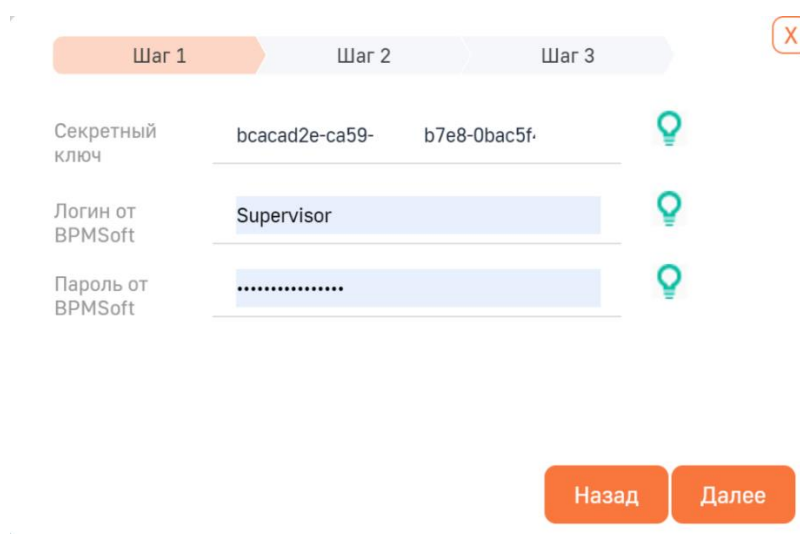 X
Шаг 1 Шаг 2 Шаг 3
Секретный
ключ
bcacad2e-ca59- b7e8-0bac5f
Логин от
BPMSoft
Supervisor
Пароль от
BPMSoft
••••••••••••••••
Назад Далее